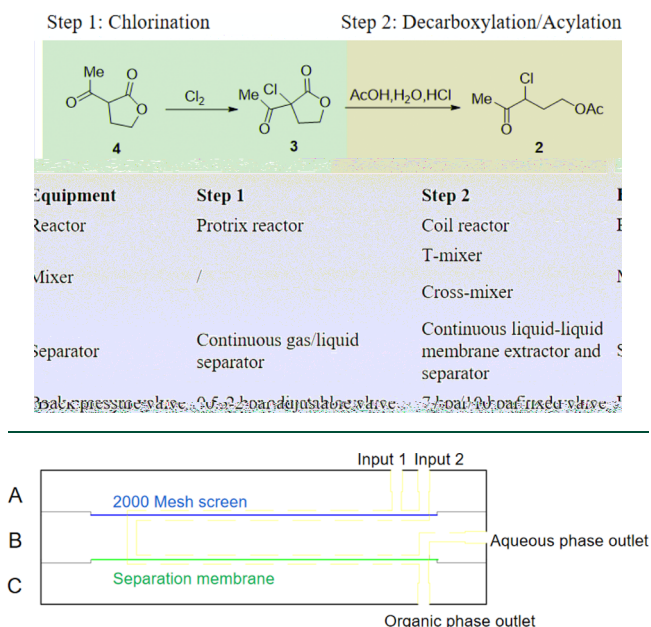 Step 1: Chlorination Step 2: Decarboxylation/Acylation
Me O O O Cl₂ Me Cl O O O AcOH,H₂O,HCl Me Cl O OAc
4 3 2
Equipment Step 1 Step 2
Reactor Protrix reactor Coil reactor
T-mixer
Mixer /
Cross-mixer
Continuous liquid-liquid
Continuous gas/liquid
Separator membrane extractor and
separator
separator
Input 1 Input 2
A
2000 Mesh screen
B
Aqueous phase outlet
Separation membrane
C
Organic phase outlet